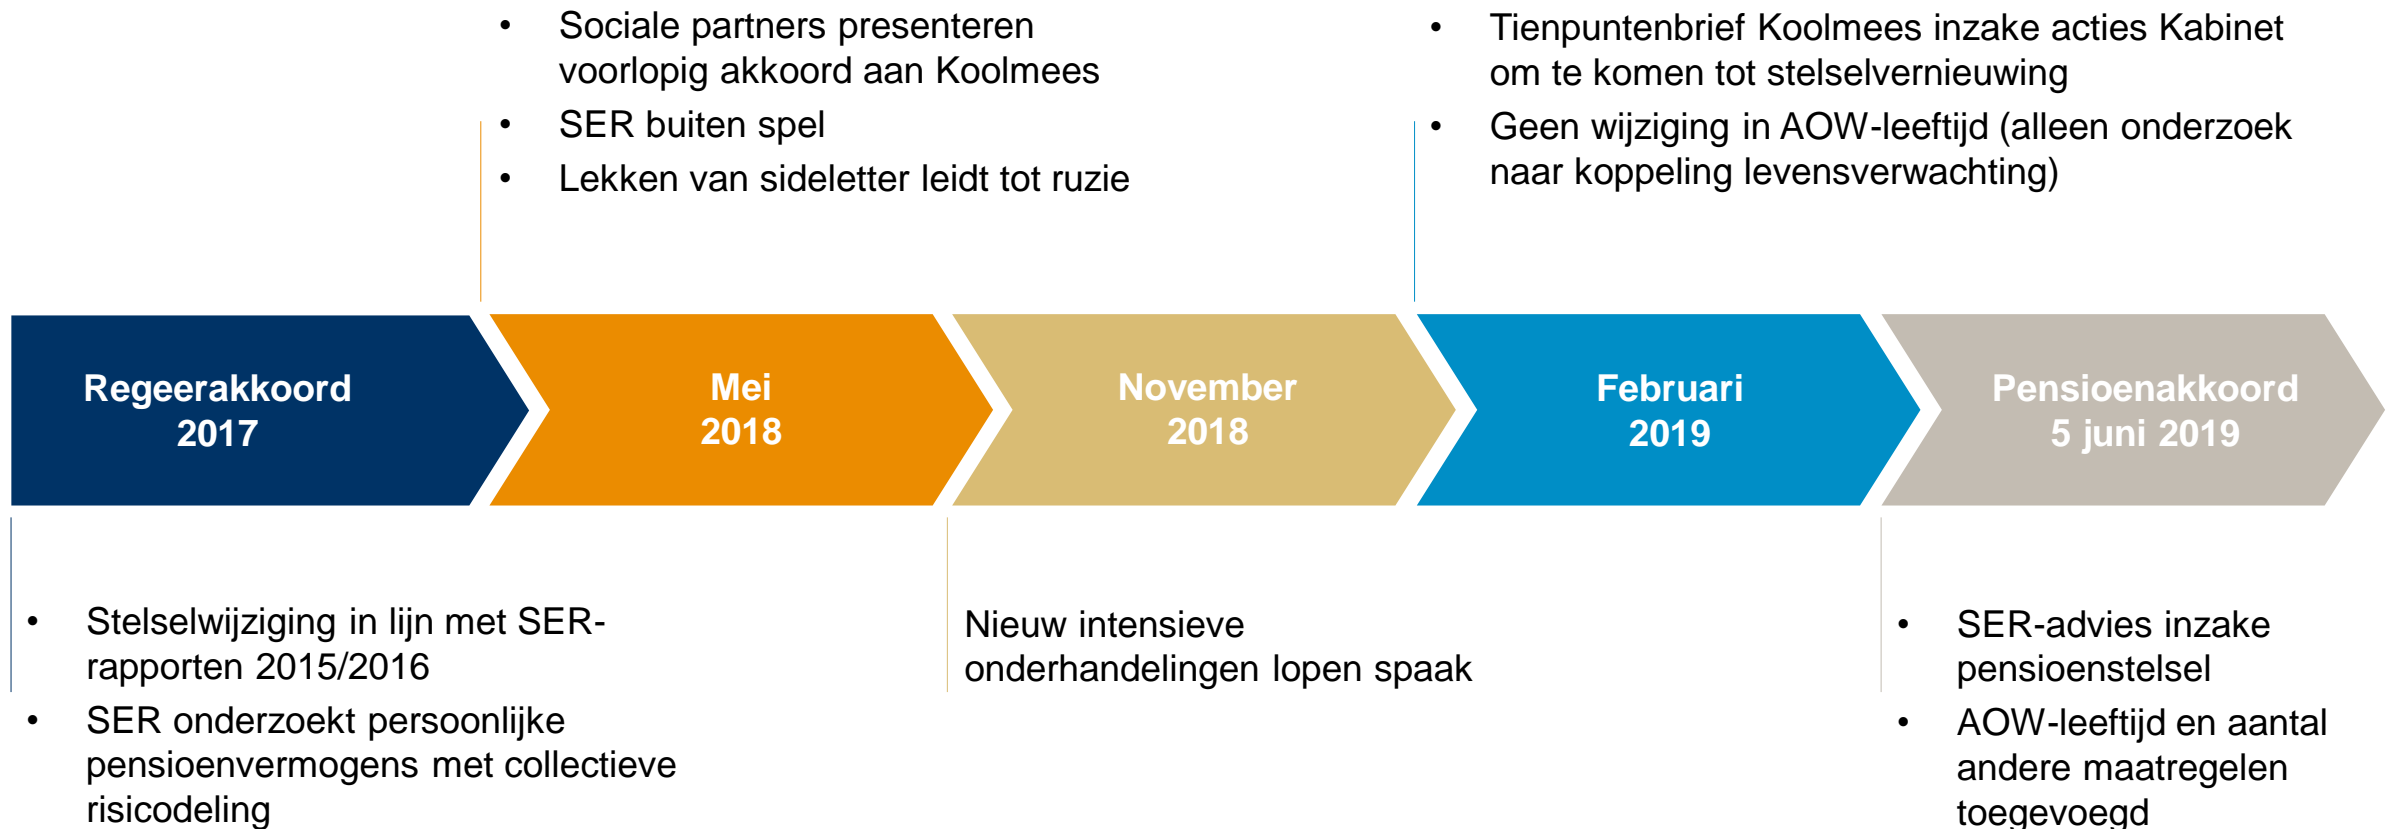 • Sociale partners presenteren
voorlopig akkoord aan Koolmees
• SER buiten spel
• Lekken van sideletter leidt tot ruzie
• Tienpuntenbrief Koolmees inzake acties Kabinet
om te komen tot stelselvernieuwing
• Geen wijziging in AOW-leeftijd (alleen onderzoek
naar koppeling levensverwachting)
Regeerakkoord
2017
Mei
2018
November
2018
Februari
2019
Pensioenakkoord
5 juni 2019
• Stelselwijziging in lijn met SER-
rapporten 2015/2016
• SER onderzoekt persoonlijke
pensioenvermogens met collectieve
risicodeling
Nieuw intensieve
onderhandelingen lopen spaak
• SER-advies inzake
pensioenstelsel
• AOW-leeftijd en aantal
andere maatregelen
toegevoegd